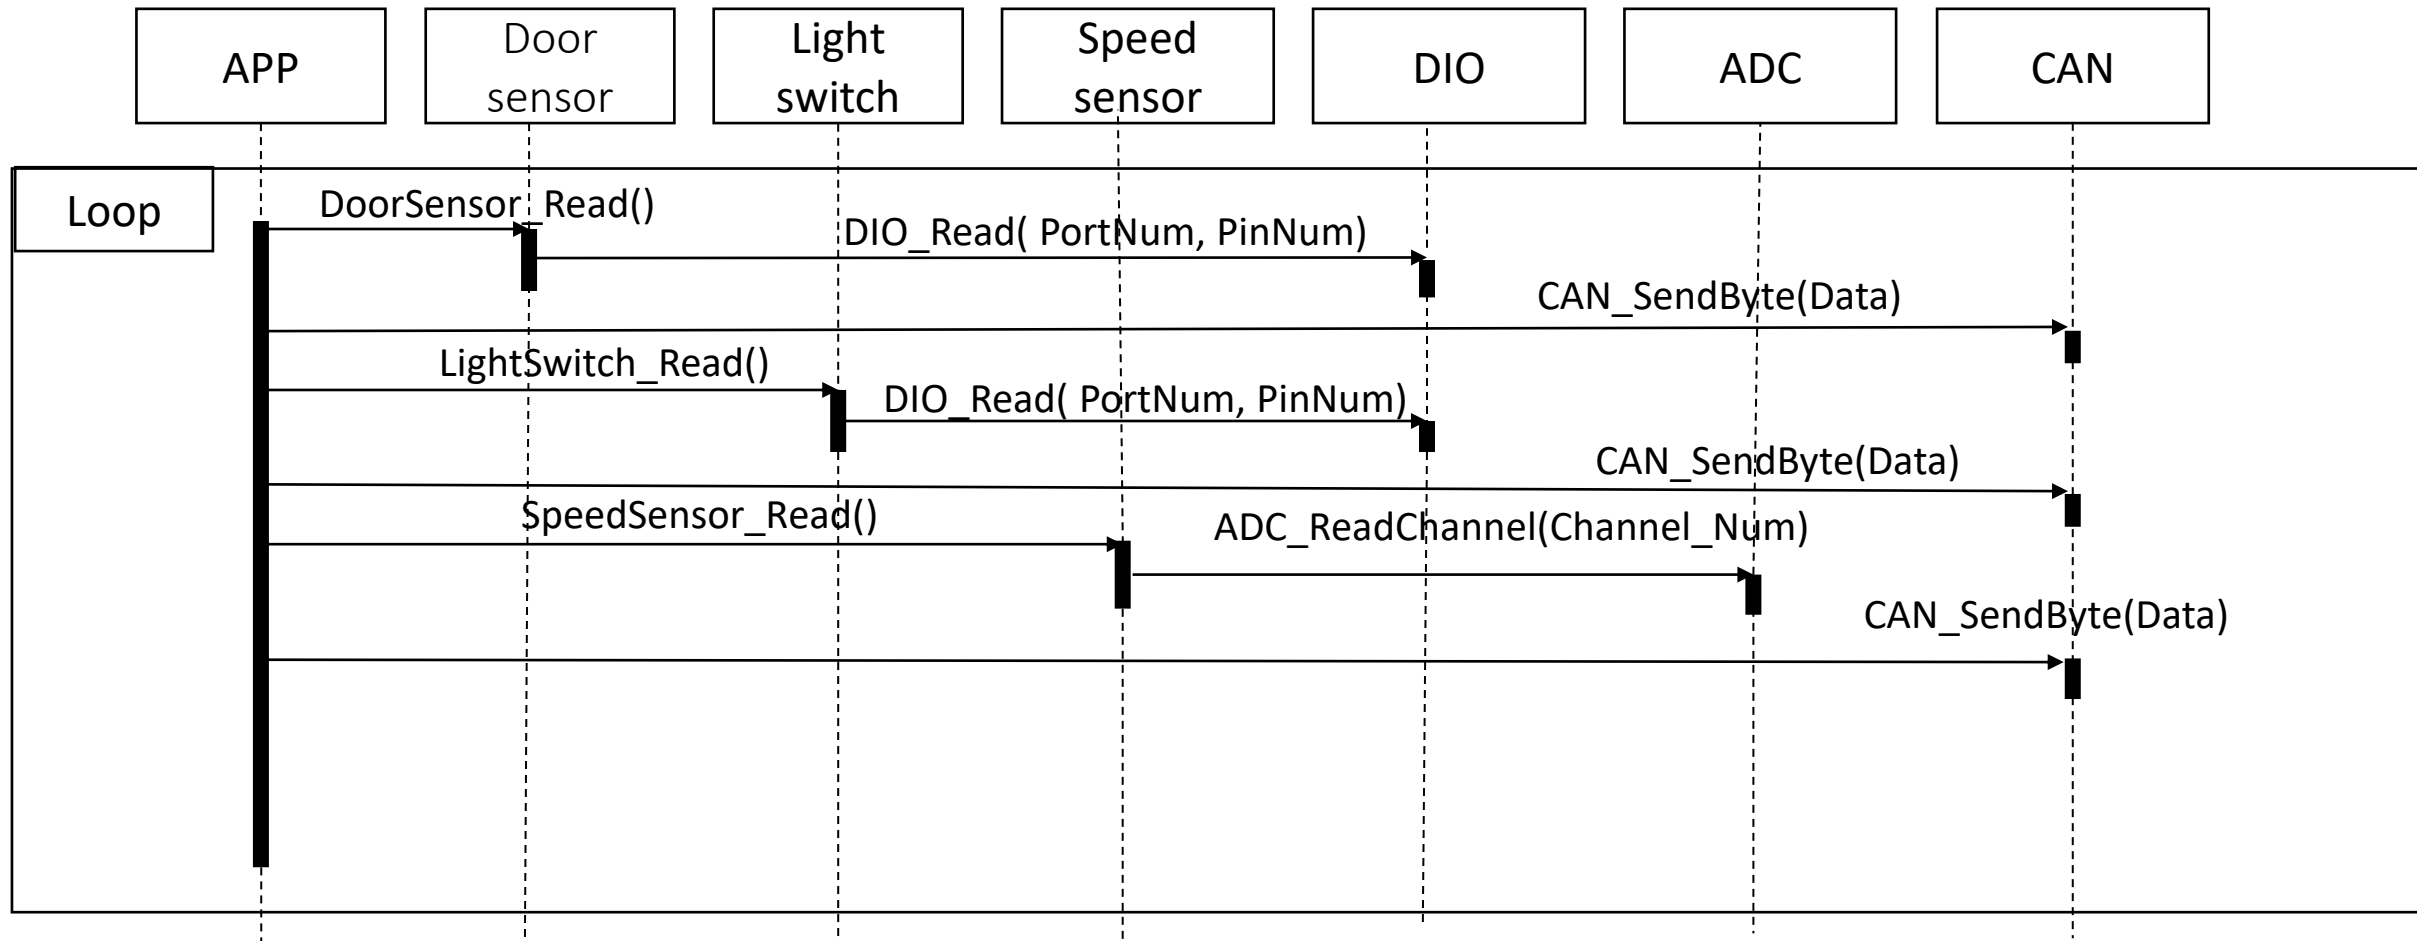 APP
Door
sensor
Light
switch
Speed
sensor
DIO
ADC
CAN
Loop
DoorSensor_Read()
DIO_Read( PortNum, PinNum)
CAN_SendByte(Data)
LightSwitch_Read()
DIO_Read( PortNum, PinNum)
CAN_SendByte(Data)
SpeedSensor_Read()
ADC_ReadChannel(Channel_Num)
CAN_SendByte(Data)